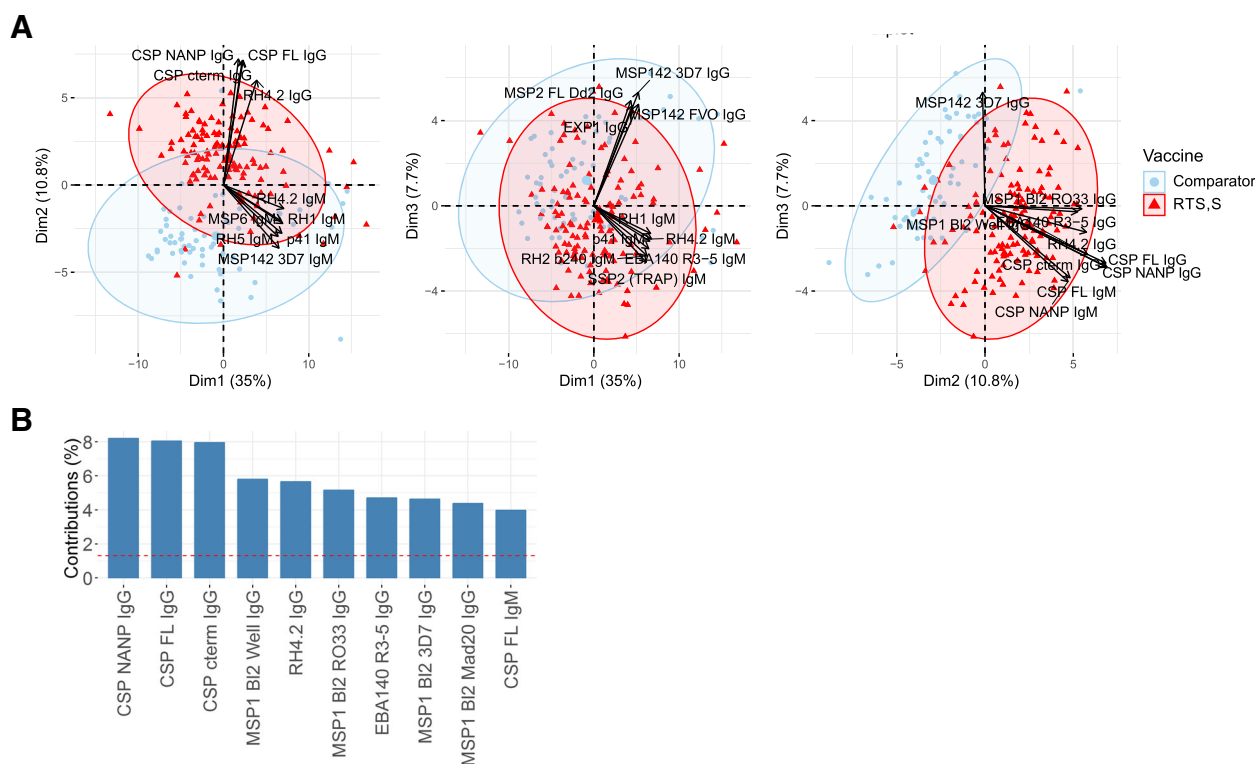 A
CSP NANP IgG
CSP FL IgG
CSP cterm IgG
RH4.2 IgG
RH4.2 IgM
MSP6 IgM
RH1 IgM
RH5 IgM
p41 IgM
MSP142 3D7 IgM
5
0
−5
Dim2 (10.8%)
−10
0
10
Dim1 (35%)
MSP142 3D7 IgG
MSP2 FL Dd2 IgG
MSP142 FVO IgG
EXP1 IgG
RH1 IgM
p41 IgM
RH4.2 IgM
RH2 b240 IgM
EBA140 R3−5 IgM
SSP2 (TRAP) IgM
4
0
−4
Dim3 (7.7%)
−10
0
10
Dim1 (35%)
MSP142 3D7 IgG
MSP1 Bl2 RO33 IgG
MSP1 Bl2 Well IgG
EBA140 R3−5 IgG
RH4.2 IgG
CSP FL IgG
CSP cterm IgG
CSP NANP IgG
CSP FL IgM
CSP NANP IgM
4
0
−4
Dim3 (7.7%)
−5
0
5
Dim2 (10.8%)
Vaccine
Comparator
RTS,S
B
Contributions (%)
8
6
4
2
0
CSP NANP IgG
CSP FL IgG
CSP cterm IgG
MSP1 Bl2 Well IgG
RH4.2 IgG
MSP1 Bl2 RO33 IgG
EBA140 R3-5 IgG
MSP1 Bl2 3D7 IgG
MSP1 Bl2 Mad20 IgG
CSP FL IgM